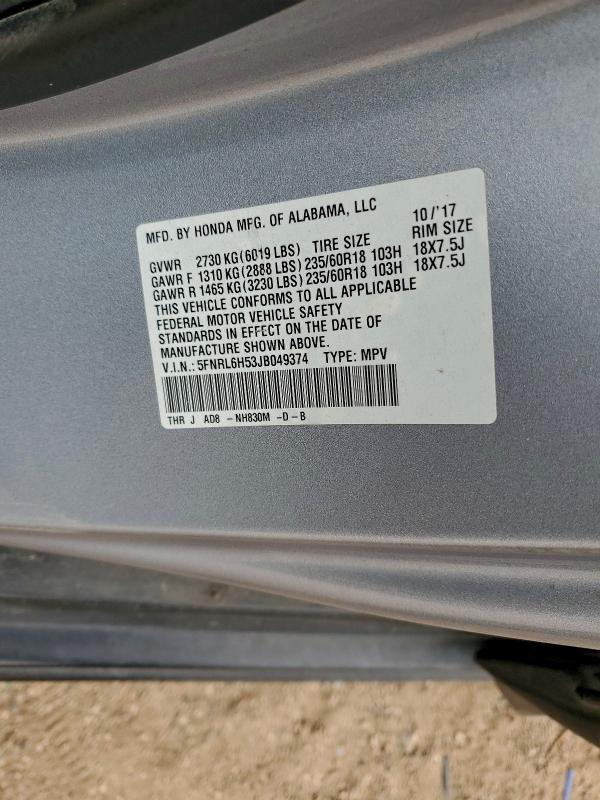 MFD. BY HONDA MFG. OF ALABAMA, LLC 10/'17
GVWR 2730 KG(6019 LBS) TIRE SIZE RIM SIZE
GAWR F 1310 KG(2888 LBS) 235/60R18 103H 18X7.5J
GAWR R 1465 KG(3230 LBS) 235/60R18 103H 18X7.5J
THIS VEHICLE CONFORMS TO ALL APPLICABLE
FEDERAL MOTOR VEHICLE SAFETY
STANDARDS IN EFFECT ON THE DATE OF
MANUFACTURE SHOWN ABOVE.
V.I.N.: 5FNRL6H53JB049374 TYPE: MPV
THR J AD8 -NH830M -D-B